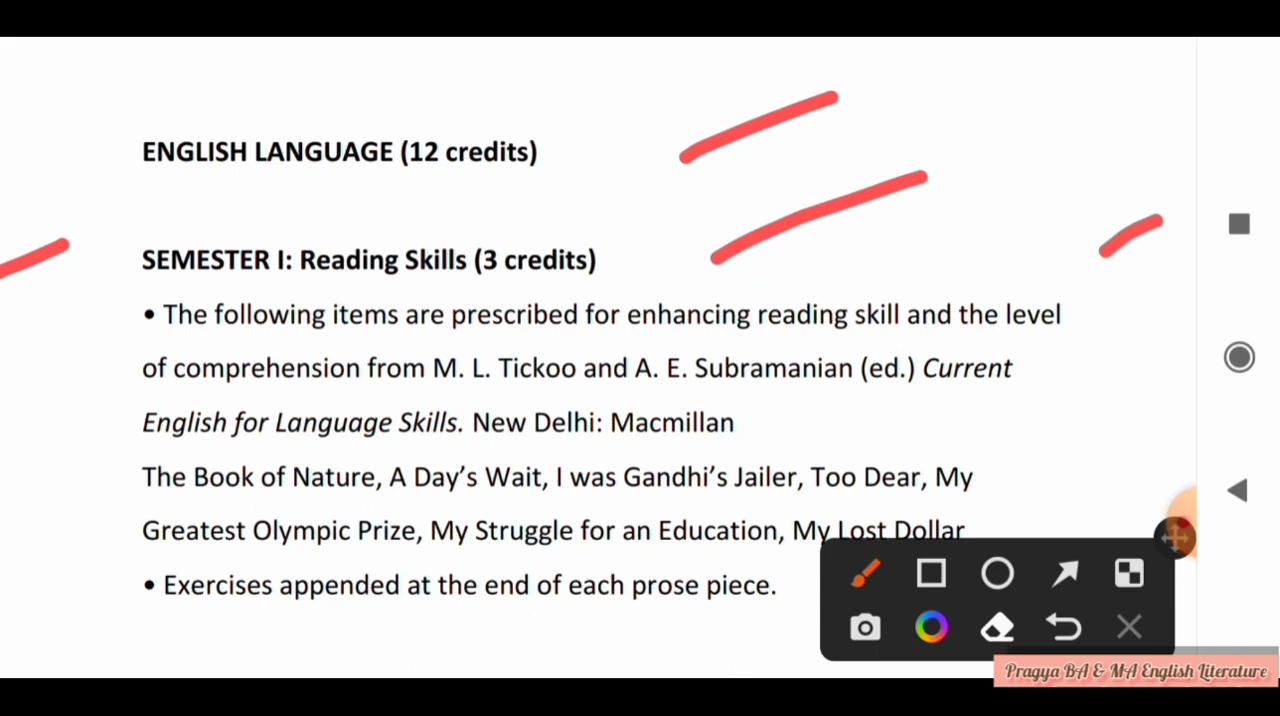 ENGLISH LANGUAGE (12 credits)
SEMESTER I: Reading Skills (3 credits)
• The following items are prescribed for enhancing reading skill and the level
of comprehension from M. L. Tickoo and A. E. Subramanian (ed.) Current
English for Language Skills. New Delhi: Macmillan
The Book of Nature, A Day’s Wait, I was Gandhi’s Jailer, Too Dear, My
Greatest Olympic Prize, My Struggle for an Education, My Lost Dollar
• Exercises appended at the end of each prose piece.
Pragya BA & MA English Literature